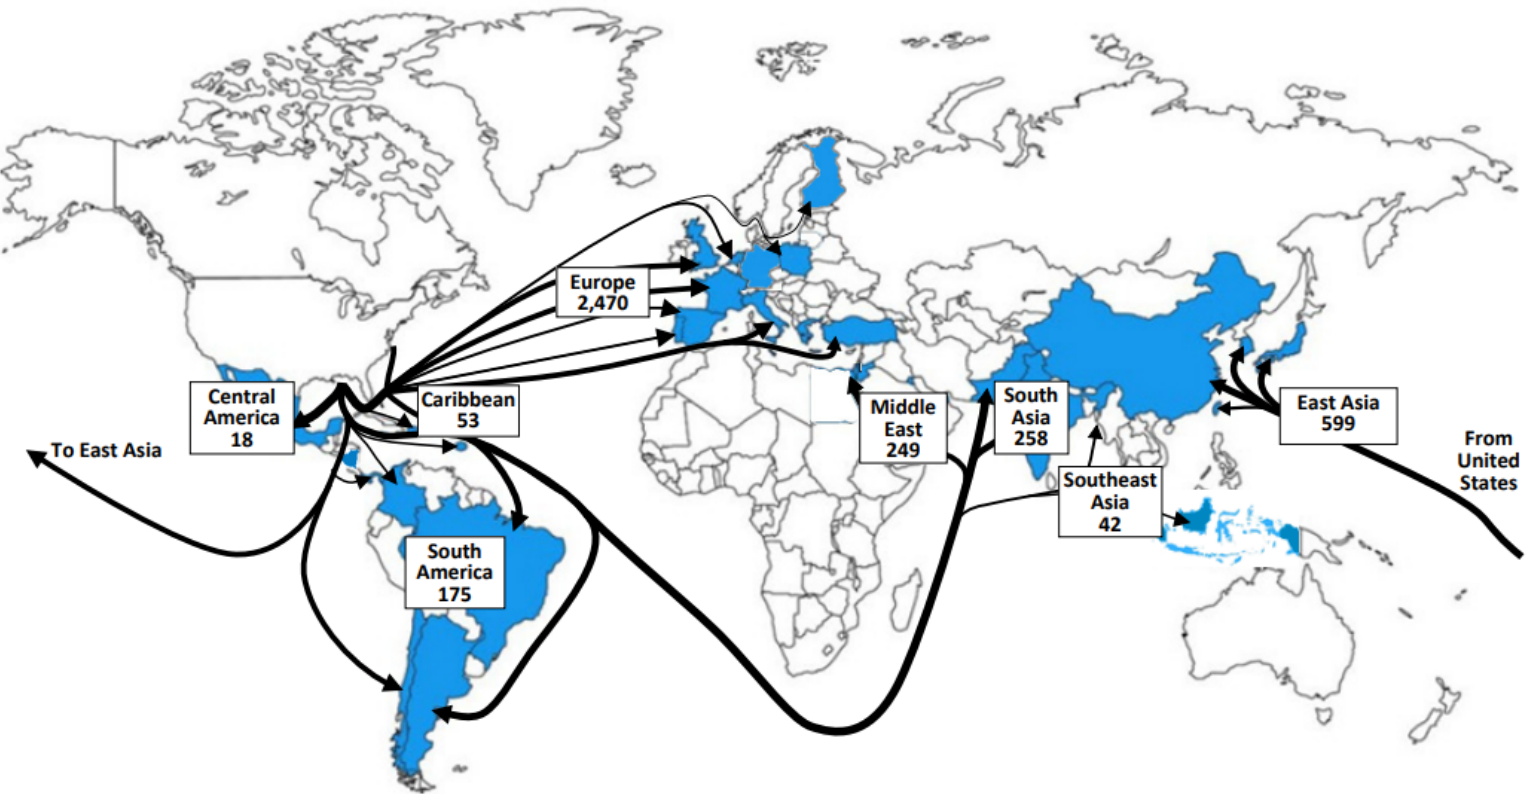 Europe
2,470
Central
America
18
Caribbean
53
To East Asia
South
America
175
Middle
East
249
South
Asia
258
Southeast
Asia
42
East Asia
599
From
United
States